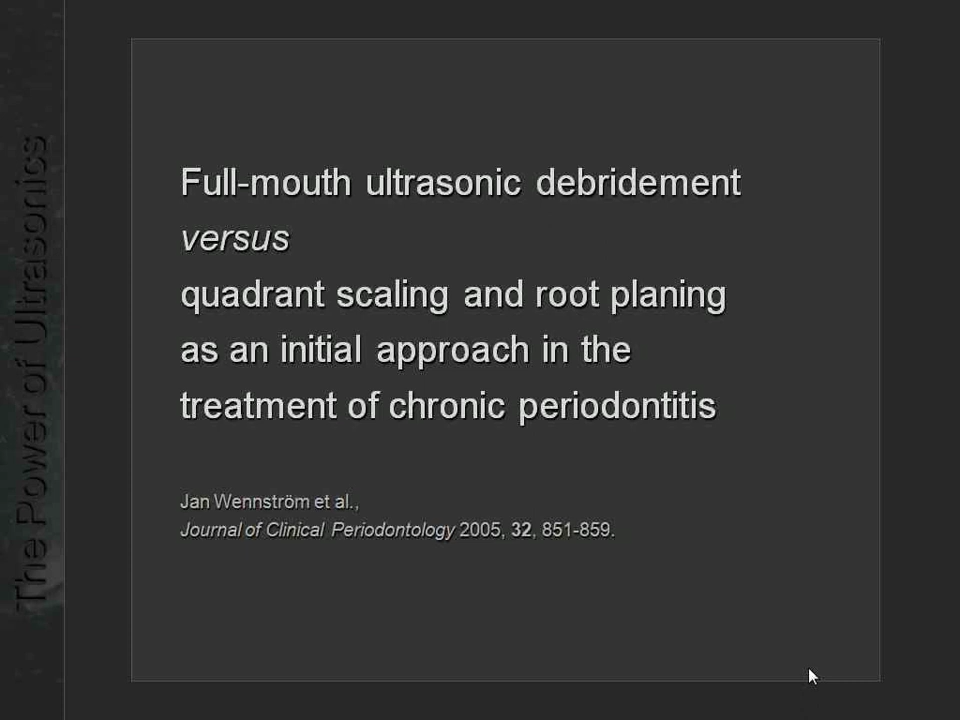 The Power of Ultrasonics
Full-mouth ultrasonic debridement
versus
quadrant scaling and root planing
as an initial approach in the
treatment of chronic periodontitis
Jan Wennström et al.,
Journal of Clinical Periodontology 2005, 32, 851-859.